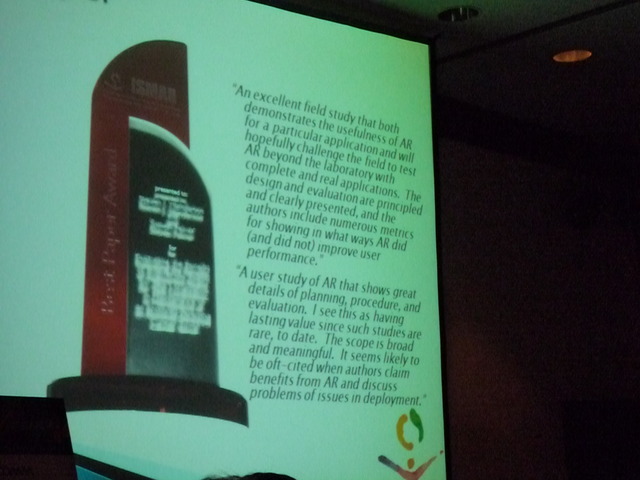 ISMAR
Best Paper Award
presented to
for
"An excellent field study that both
demonstrates the usefulness of AR
for a particular application and will
hopefully challenge the field to test
AR beyond the laboratory with
complete and real applications. The
design and evaluation are principled
and clearly presented, and the
authors include numerous metrics
for showing in what ways AR did
(and did not) improve user
performance."
"A user study of AR that shows great
details of planning, procedure, and
evaluation. I see this as having
lasting value since such studies are
rare, to date. The scope is broad
and meaningful. It seems likely to
be oft-cited when authors claim
benefits from AR and discuss
problems of issues in deployment."